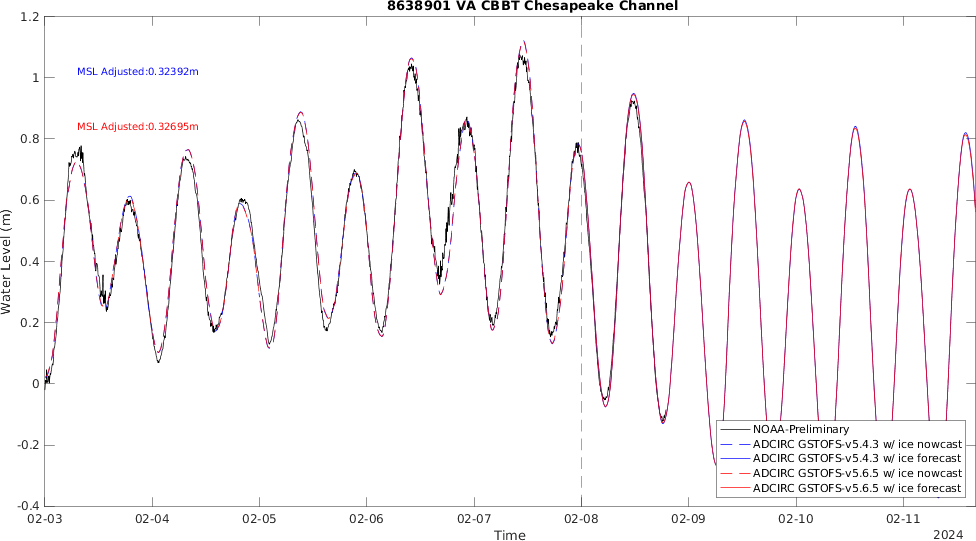 8638901 VA CBBT Chesapeake Channel
1.2
1
0.8
0.6
0.4
0.2
0
-0.2
-0.4
Water Level (m)
MSL Adjusted:0.32392m
MSL Adjusted:0.32695m
NOAA-Preliminary
ADCIRC GSTOFS-v5.4.3 w/ ice nowcast
ADCIRC GSTOFS-v5.4.3 w/ ice forecast
ADCIRC GSTOFS-v5.6.5 w/ ice nowcast
ADCIRC GSTOFS-v5.6.5 w/ ice forecast
02-03 02-04 02-05 02-06 02-07 02-08 02-09 02-10 02-11
Time
2024